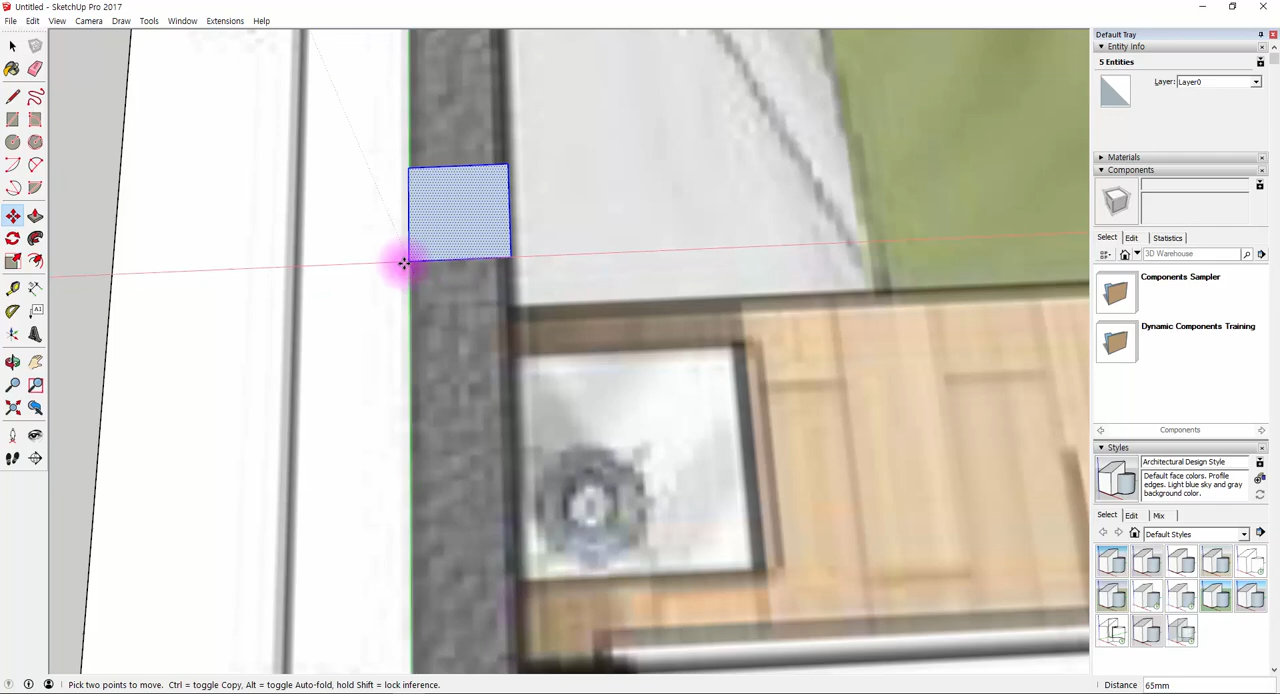 Untitled - SketchUp Pro 2017
File Edit View Camera Draw Tools Window Extensions Help
Default Tray
Entity Info
5 Entities
Layer: Layer0
Materials
Components
Select Edit Statistics
3D Warehouse
Components Sampler
Dynamic Components Training
Components
Styles
Architectural Design Style
Default face colors. Profile
edges. Light blue sky and gray
background color.
Select Edit Mix
Default Styles
Pick two points to move. Ctrl = toggle Copy, Alt = toggle Auto-fold, hold Shift = lock inference.
Distance 65mm